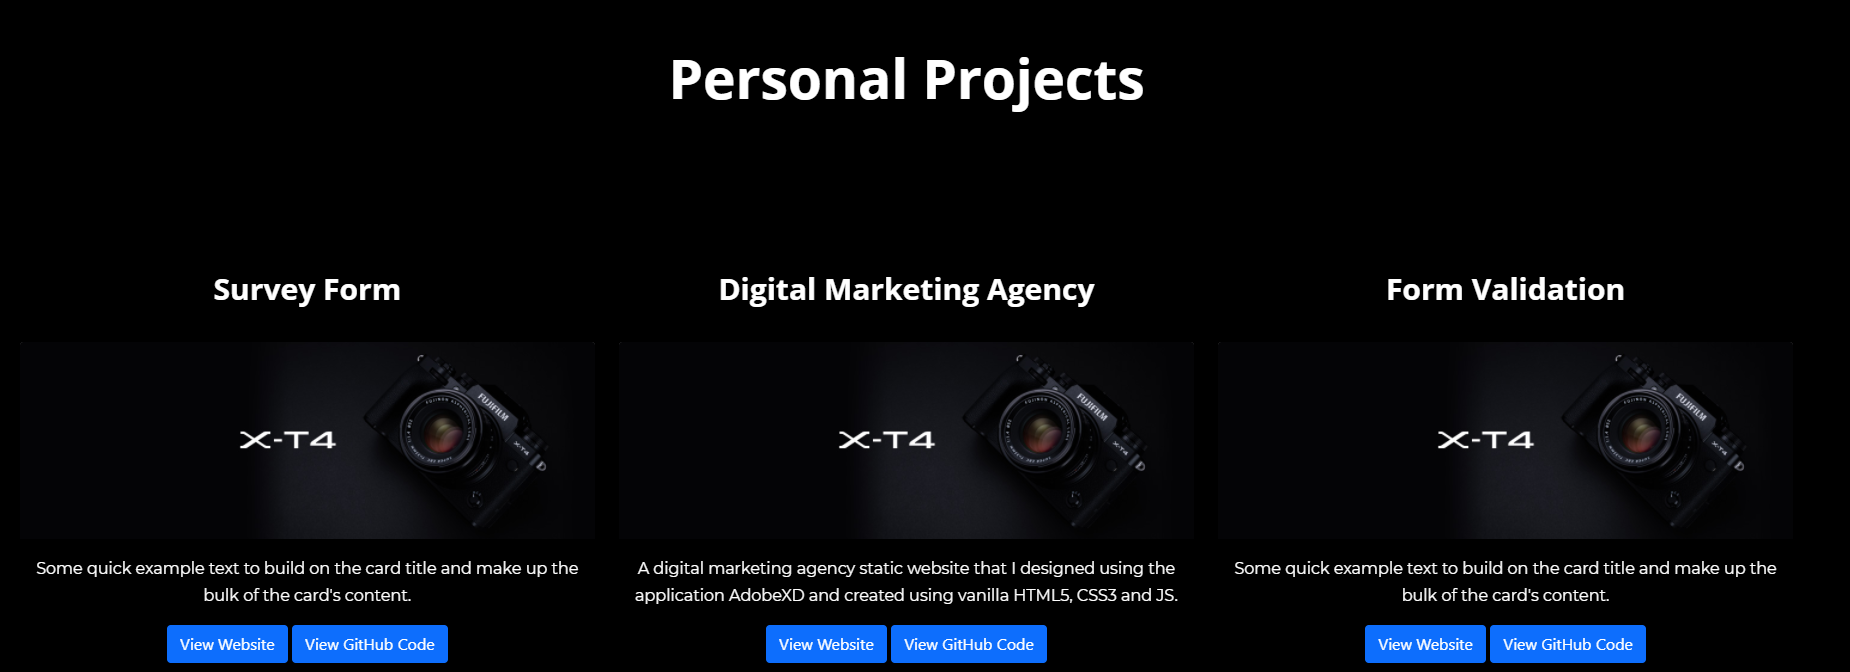 Personal Projects
Survey Form
Digital Marketing Agency
Form Validation
X-T4
FUJIFILM
X-T4
X-T4
FUJIFILM
X-T4
X-T4
FUJIFILM
X-T4
Some quick example text to build on the card title and make up the
bulk of the card's content.
A digital marketing agency static website that I designed using the
application AdobeXD and created using vanilla HTML5, CSS3 and JS.
Some quick example text to build on the card title and make up the
bulk of the card's content.
View Website
View GitHub Code
View Website
View GitHub Code
View Website
View GitHub Code